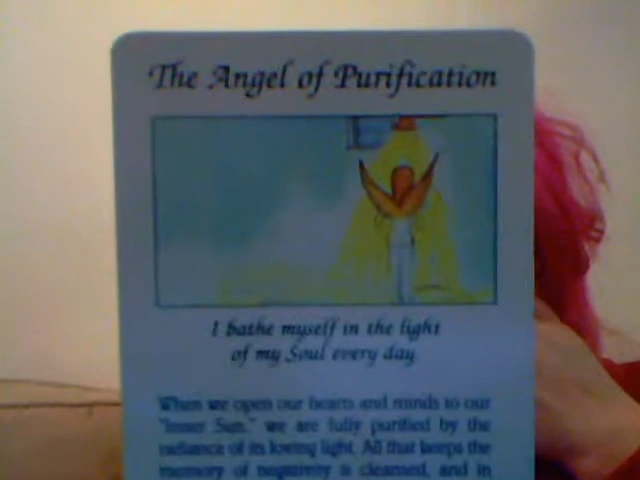 The Angel of Purification
I bathe myself in the light
of my Soul every day
When we open our hearts and minds to our
"Inner Sun," we are fully purified by the
radiance of its loving light. All that keeps the
memory of negativity is cleansed, and in